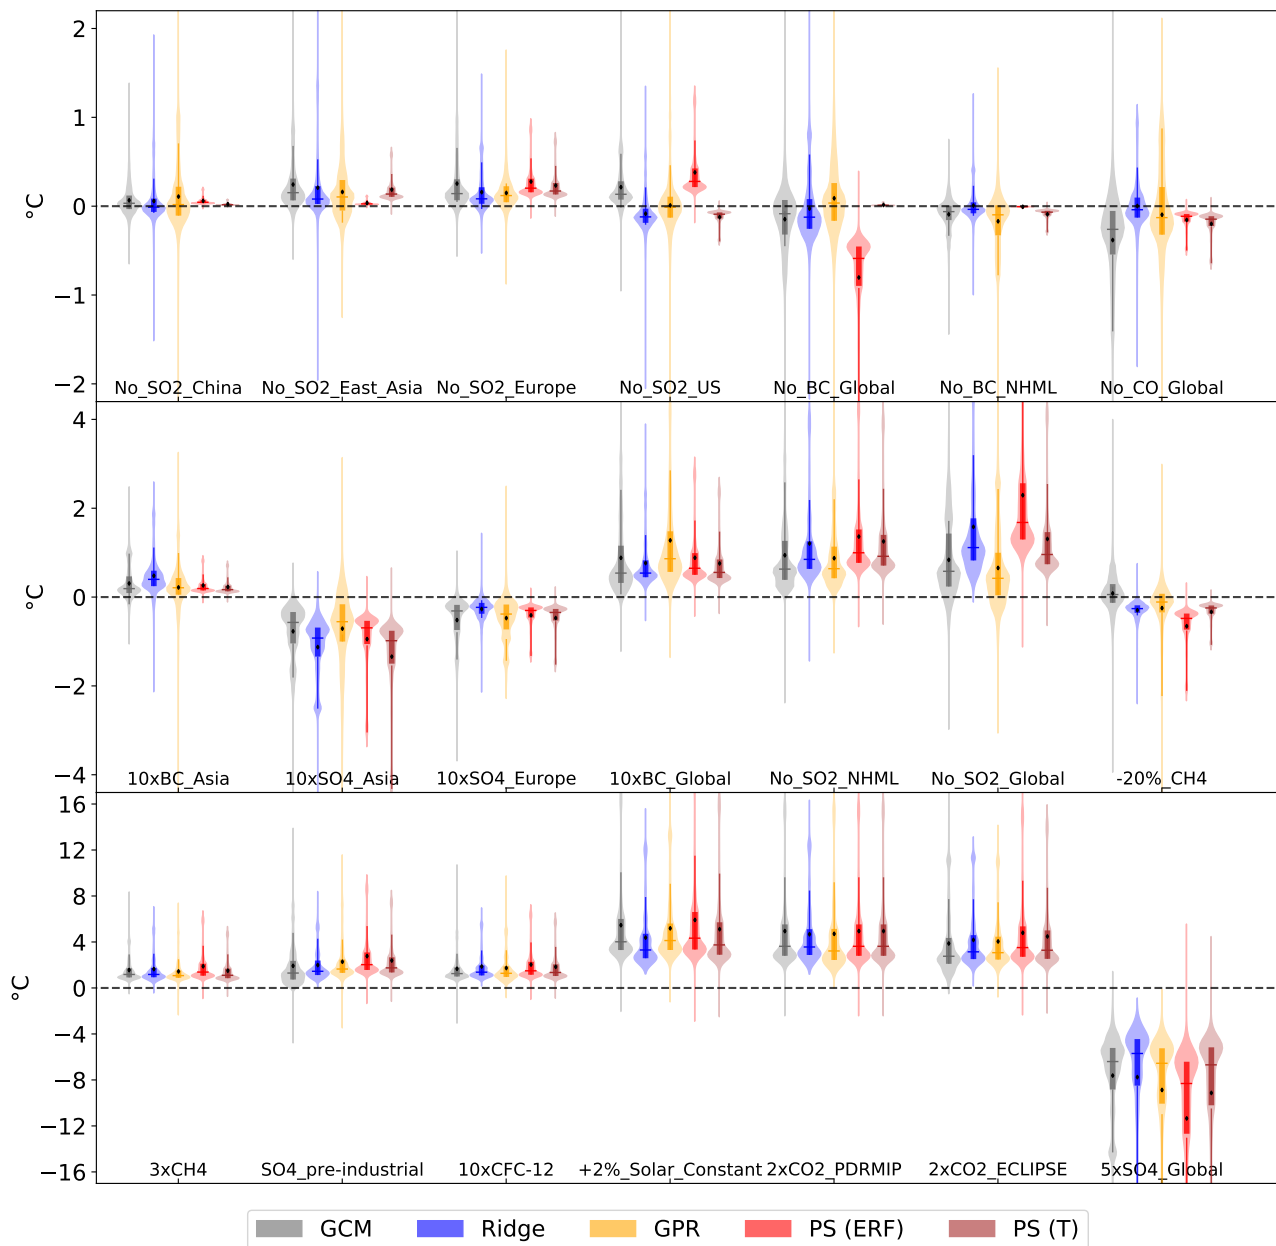 2
1
0
−1
−2
°C
No_SO2_China No_SO2_East_Asia No_SO2_Europe No_SO2_US No_BC_Global No_BC_NHML No_CO_Global
4
2
0
−2
−4
°C
10xBC_Asia 10xSO4_Asia 10xSO4_Europe 10xBC_Global No_SO2_NHML No_SO2_Global -20%_CH4
16
12
8
4
0
−4
−8
−12
−16
°C
3xCH4 SO4_pre-industrial 10xCFC-12 +2%_Solar_Constant 2xCO2_PDRMIP 2xCO2_ECLIPSE 5xSO4_Global
GCM Ridge GPR PS (ERF) PS (T)